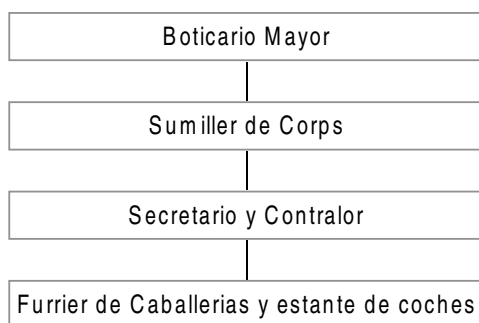 Boticario Mayor
Sumiller de Corps
Secretario y Contralor
Furrier de Caballerias y estante de coches